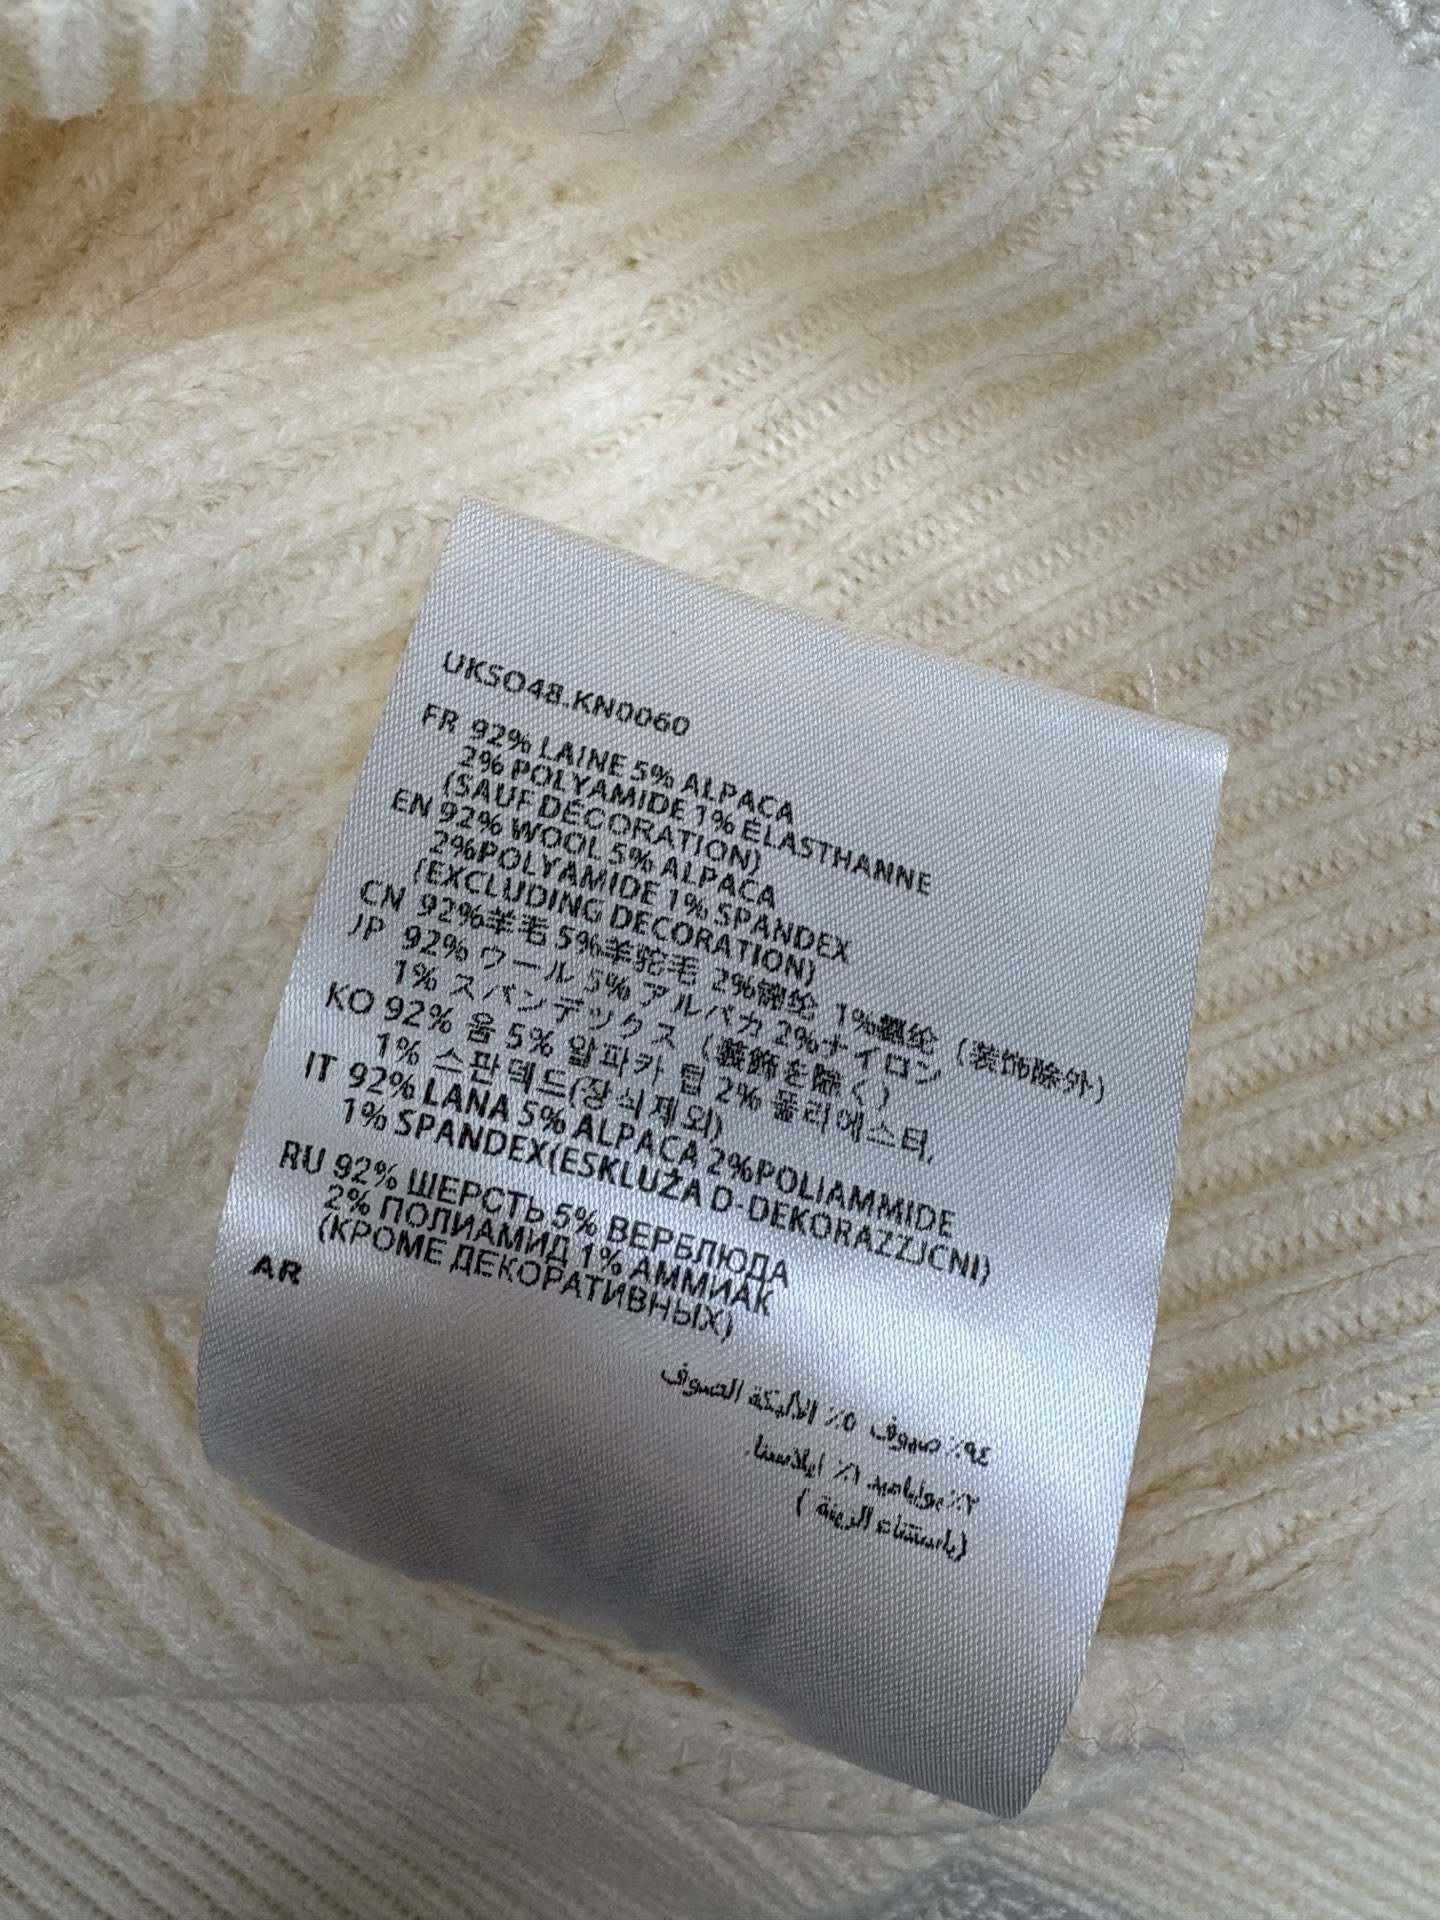 UKSO48.KN0060
FR 92% LAINE 5% ALPACA
2% POLYAMIDE 1% ÉLASTHANNE
(SAUF DÉCORATION)
EN 92% WOOL 5% ALPACA
2%POLYAMIDE 1% SPANDEX
(EXCLUDING DECORATION)
CN 92%羊毛 5%羊驼毛 2%锦纶 1%氨纶 (装饰除外)
JP 92% ウール 5% アルパカ 2%ナイロン
1% スパンデックス (装飾を除く)
KO 92% 울 5% 알파카 털 2% 폴리에스터,
1% 스판덱드(장식제외)
IT 92% LANA 5% ALPACA 2%POLIAMMIDE
1% SPANDEX(ESKLUŻA D-DEKORAZZJCNI)
RU 92% ШЕРСТЬ 5% ВЕРБЛЮДА
2% ПОЛИАМИД 1% АММИАК
(КРОМЕ ДЕКОРАТИВНЫХ)
AR